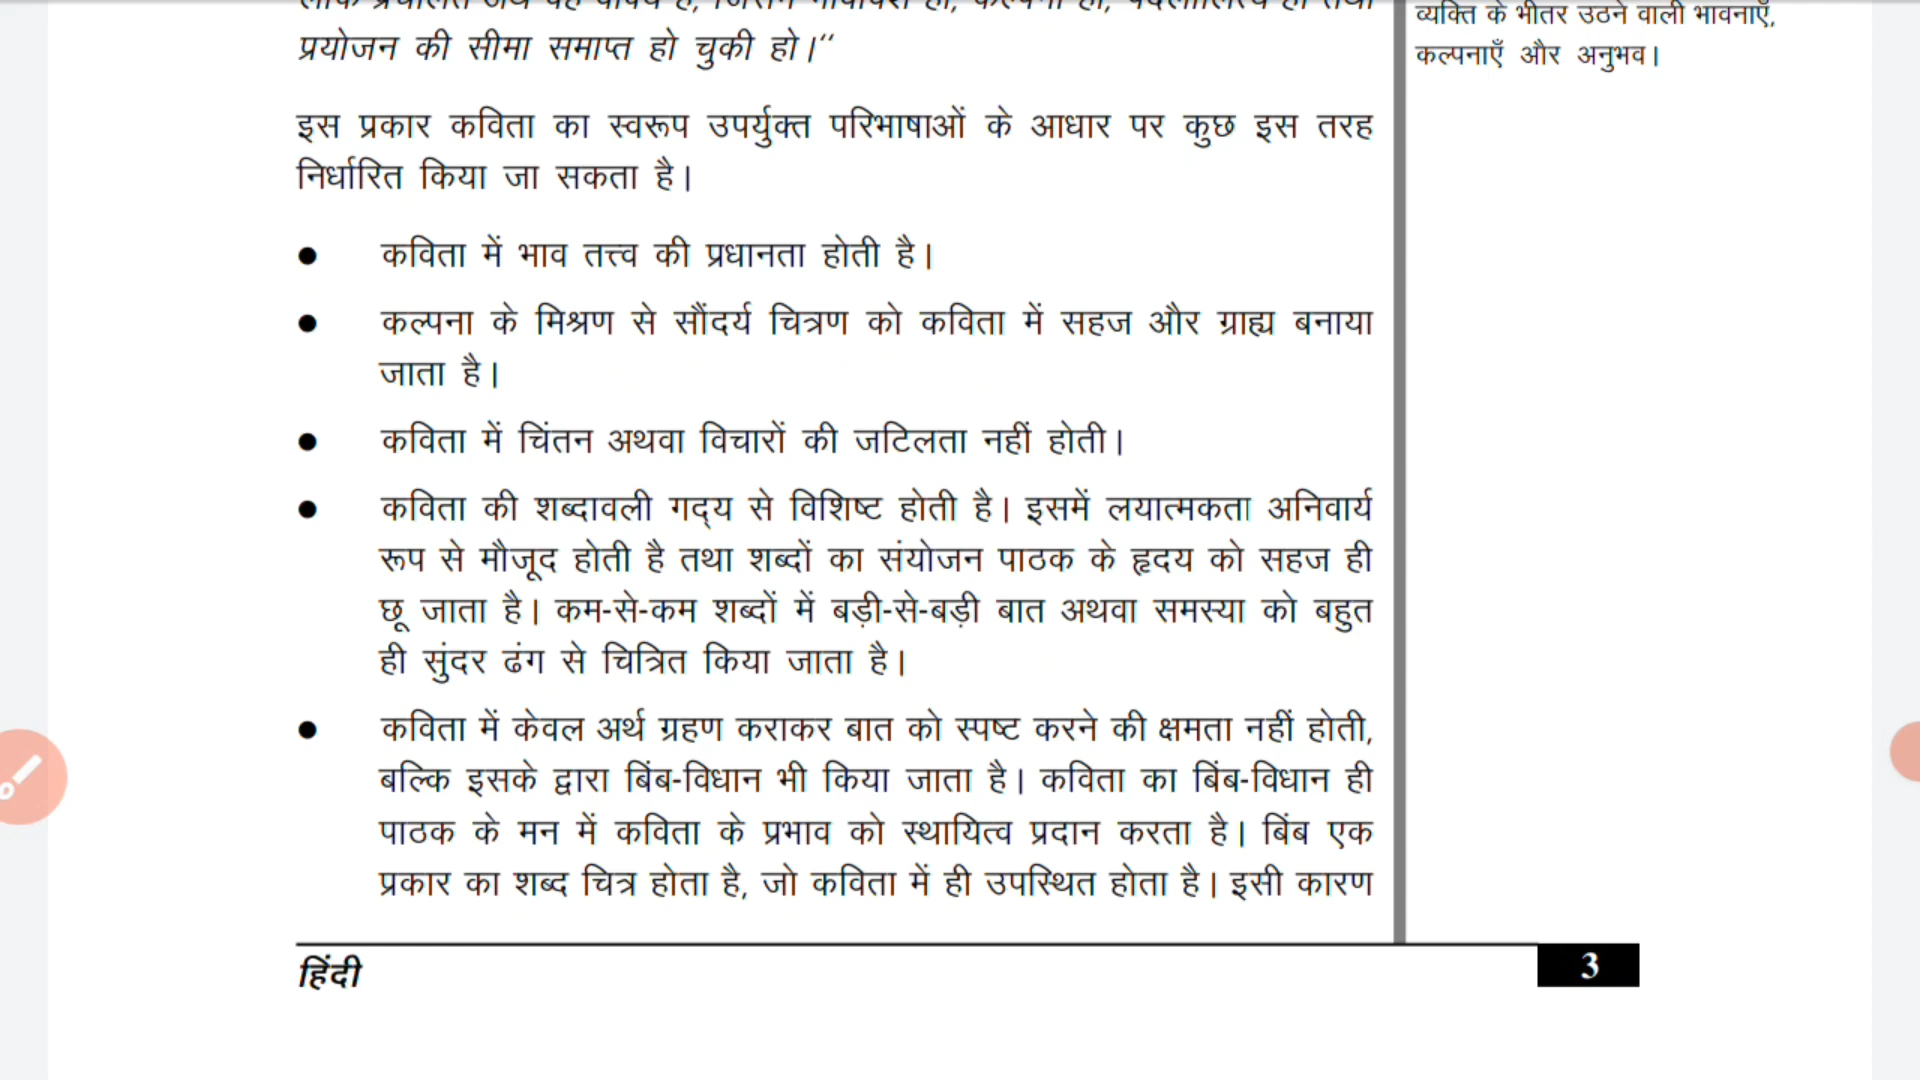 प्रयोजन की सीमा समाप्त हो चुकी हो।“
इस प्रकार कविता का स्वरूप उपर्युक्त परिभाषाओं के आधार पर कुछ इस तरह
निर्धारित किया जा सकता है।
● कविता में भाव तत्त्व की प्रधानता होती है।
● कल्पना के मिश्रण से सौंदर्य चित्रण को कविता में सहज और ग्राह्य बनाया
जाता है।
● कविता में चिंतन अथवा विचारों की जटिलता नहीं होती।
● कविता की शब्दावली गद्‌य से विशिष्ट होती है। इसमें लयात्मकता अनिवार्य
रूप से मौजूद होती है तथा शब्दों का संयोजन पाठक के हृदय को सहज ही
छू जाता है। कम-से-कम शब्दों में बड़ी-से-बड़ी बात अथवा समस्या को बहुत
ही सुंदर ढंग से चित्रित किया जाता है।
● कविता में केवल अर्थ ग्रहण कराकर बात को स्पष्ट करने की क्षमता नहीं होती,
बल्कि इसके द्वारा बिंब-विधान भी किया जाता है। कविता का बिंब-विधान ही
पाठक के मन में कविता के प्रभाव को स्थायित्व प्रदान करता है। बिंब एक
प्रकार का शब्द चित्र होता है, जो कविता में ही उपस्थित होता है। इसी कारण
व्यक्ति के भीतर उठने वाली भावनाएँ,
कल्पनाएँ और अनुभव।
हिंदी
3